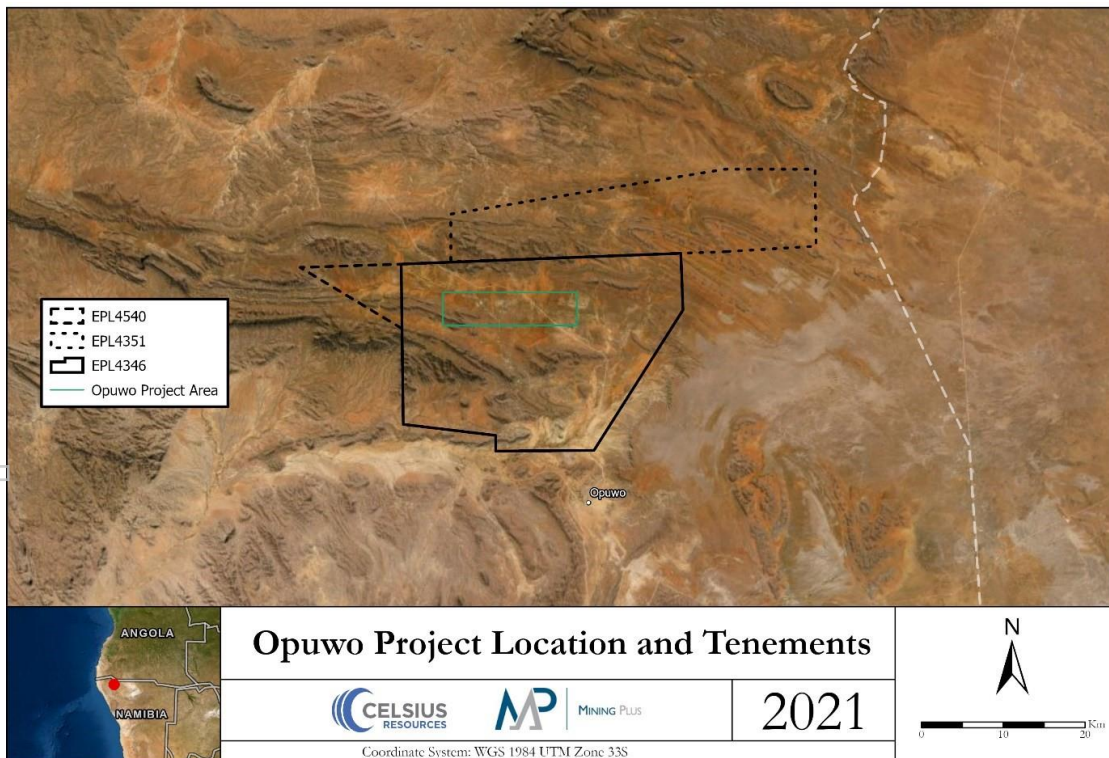 EPL4540
EPL4351
EPL4346
Opuwo Project Area
Opuwo
ANGOLA
NAMIBIA
Opuwo Project Location and Tenements
CELSIUS
RESOURCES
MP
MINING PLUS
2021
Coordinate System: WGS 1984 UTM Zone 33S
N
Km
0 10 20